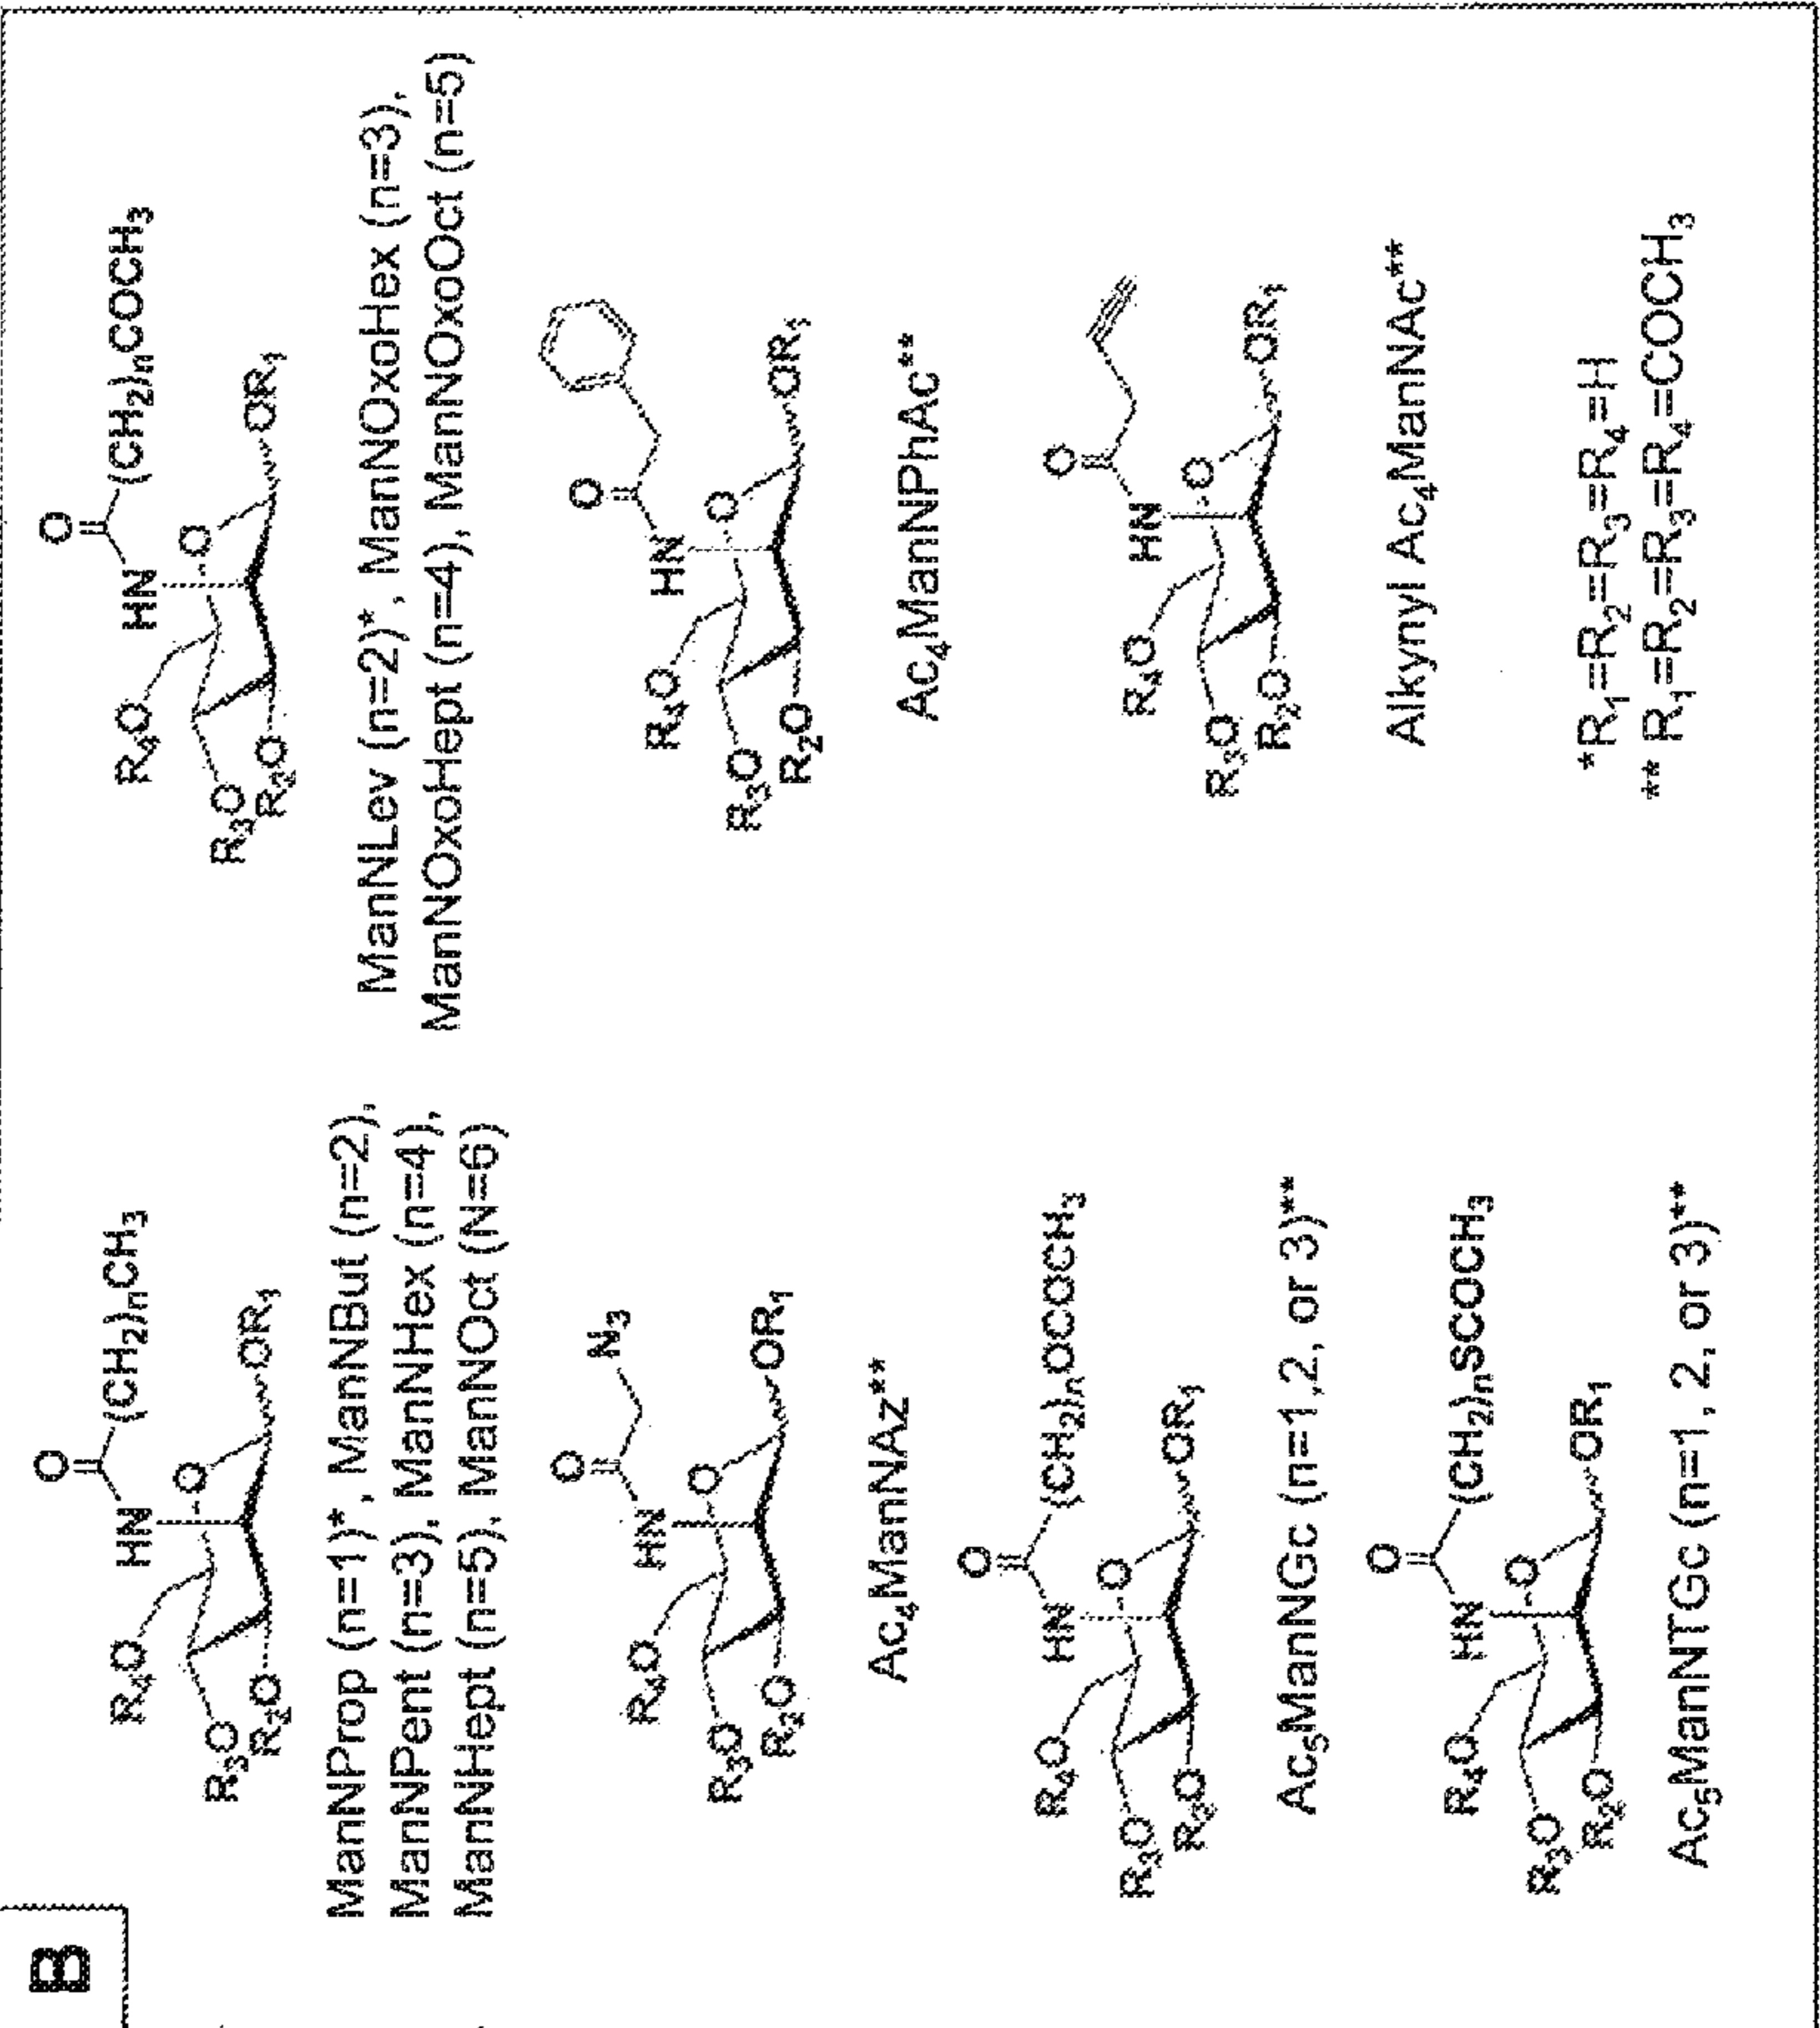 B
O
HN
(CH2)nCH3
R4O
O
R3O
R2O
OR1
ManNProp (n=1)*, ManNBut (n=2),
ManNPent (n=3), ManNHex (n=4),
ManNHept (n=5), ManNOct (N=6)
O
HN
(CH2)nCOCH3
R4O
O
R3O
R2O
OR1
ManNLev (n=2)*, ManNOxoHex (n=3),
ManNOxoHept (n=4), ManNOxoOct (n=5)
O
HN
N3
R4O
O
R3O
R2O
OR1
Ac4ManNAz**
O
HN
R4O
O
R3O
R2O
OR1
Ac4ManNPhAc**
O
HN
(CH2)nOCOCH3
R4O
O
R3O
R2O
OR1
Ac5ManNGc (n=1,2, or 3)**
O
HN
R4O
O
R3O
R2O
OR1
Alkynyl Ac4ManNAc**
O
HN
(CH2)nSCOCH3
R4O
O
R3O
R2O
OR1
Ac5ManNTGc (n=1, 2, or 3)**
*R1=R2=R3=R4=H
** R1=R2=R3=R4=COCH3